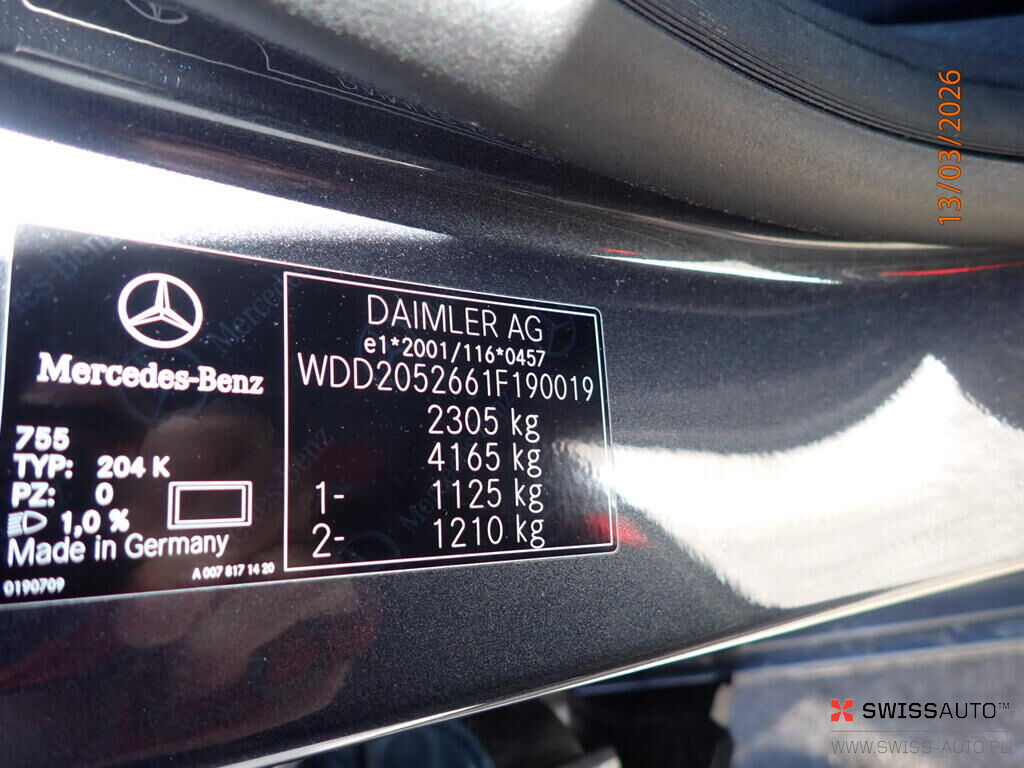 13/03/2026
Mercedes-Benz
755
TYP: 204 K
PZ: 0
1,0 %
Made in Germany
0190709
A 007 817 14 20
DAIMLER AG
e1*2001/116*0457
WDD2052661F190019
2305 kg
4165 kg
1- 1125 kg
2- 1210 kg
SWISSAUTO™
WWW.SWISS-AUTO.PL